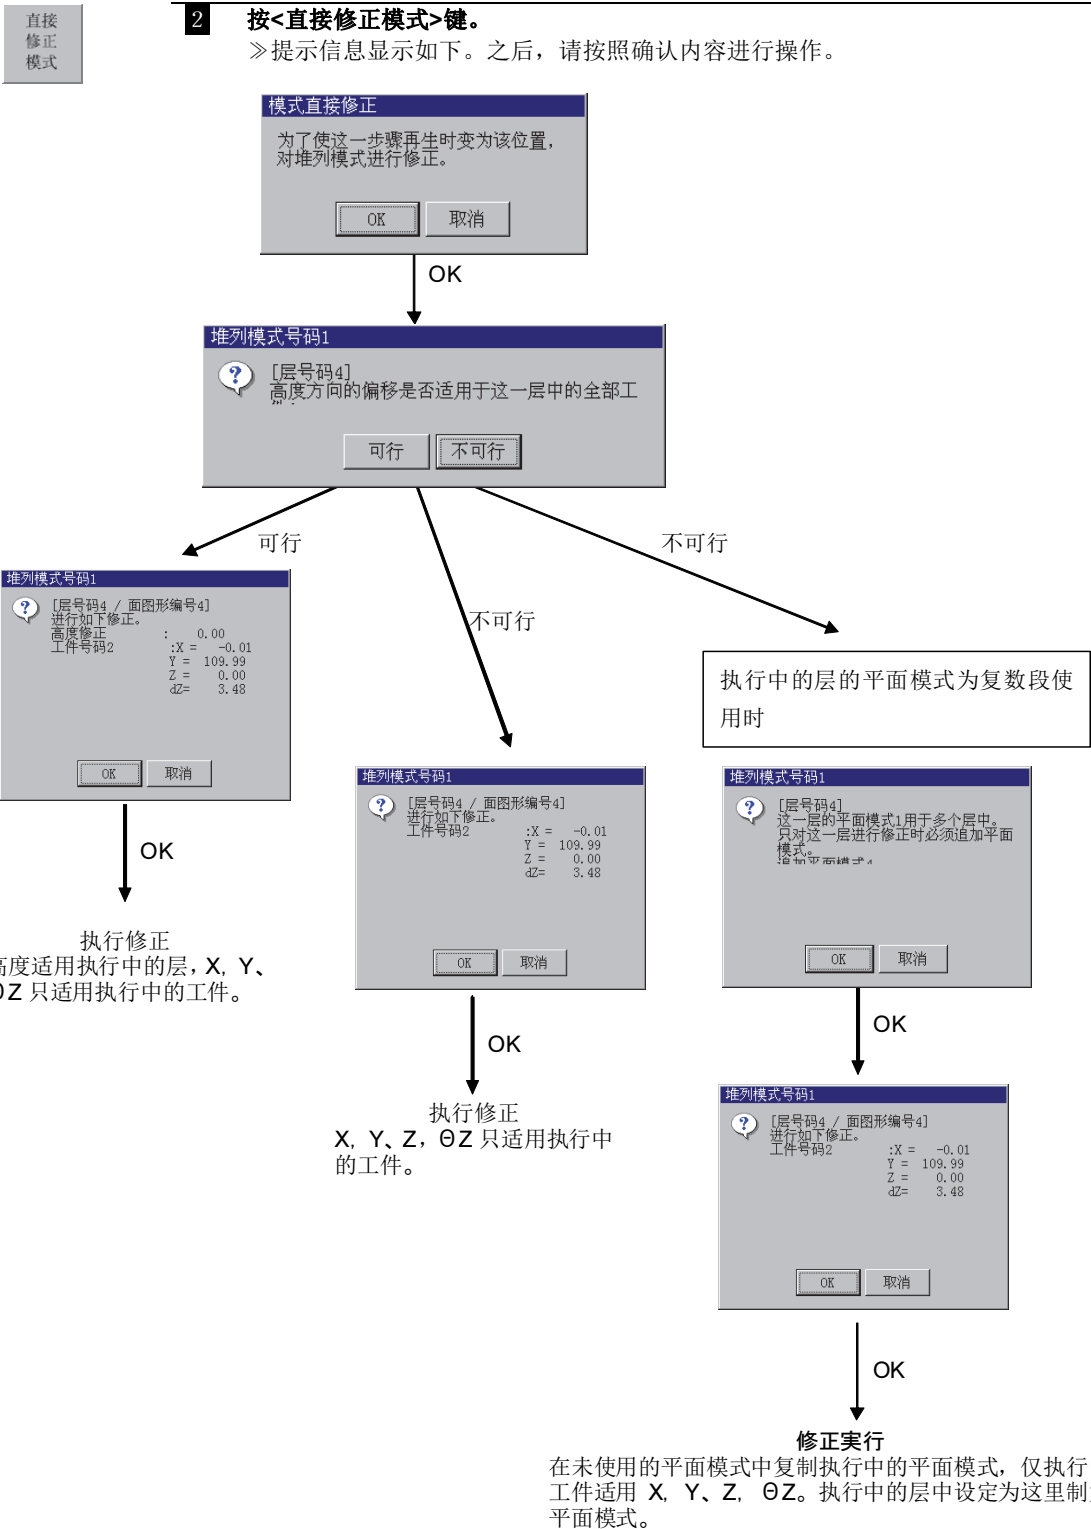 直接
修正
模式
2 按<直接修正模式>键。
≫提示信息显示如下。之后，请按照确认内容进行操作。
模式直接修正
为了使这一步骤再生时变为该位置，
对堆列模式进行修正。
OK 取消
OK
堆列模式号码1
[层号码4]
高度方向的偏移是否适用于这一层中的全部工
可行 不可行
可行
不可行
不可行
堆列模式号码1
[层号码4 / 面图形编号4]
进行如下修正。
高度修正 : 0.00
工件号码2 :X = -0.01
Y = 109.99
Z = 0.00
dZ= 3.48
OK 取消
OK
执行修正
高度适用执行中的层，X, Y、
ΘZ 只适用执行中的工件。
堆列模式号码1
[层号码4 / 面图形编号4]
进行如下修正。
工件号码2 :X = -0.01
Y = 109.99
Z = 0.00
dZ= 3.48
OK 取消
OK
执行修正
X, Y、Z，ΘZ 只适用执行中
的工件。
执行中的层的平面模式为复数段使
用时
堆列模式号码1
[层号码4]
这一层的平面模式1用于多个层中。
只对这一层进行修正时必须追加平面
模式。
追加平面模式4
OK 取消
OK
堆列模式号码1
[层号码4 / 面图形编号4]
进行如下修正。
工件号码2 :X = -0.01
Y = 109.99
Z = 0.00
dZ= 3.48
OK 取消
OK
修正実行
在未使用的平面模式中复制执行中的平面模式，仅执行
工件适用 X, Y、Z, ΘZ。执行中的层中设定为这里制
平面模式。